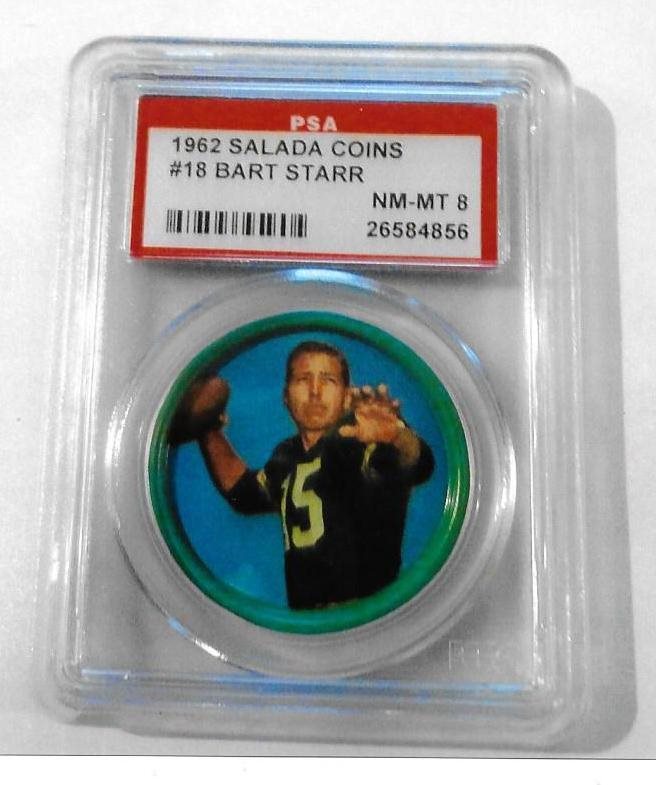 PSA
1962 SALADA COINS
#18 BART STARR
NM-MT 8
26584856
15